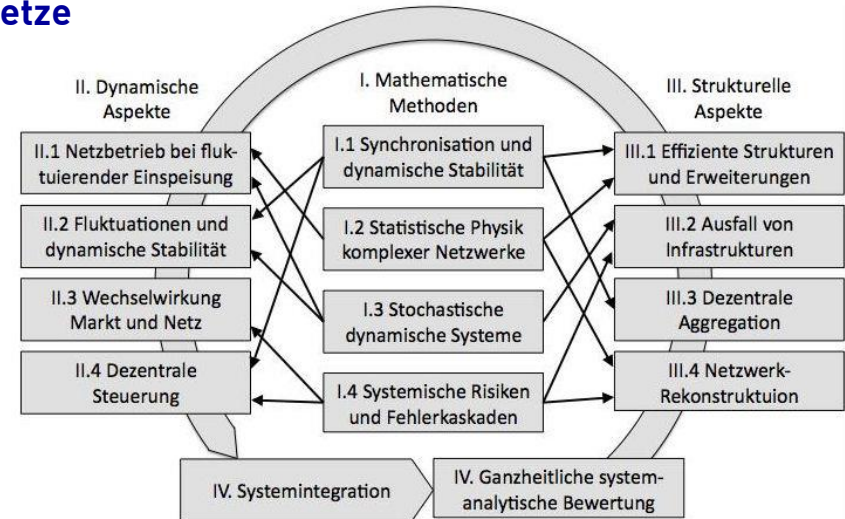 etze
II. Dynamische
Aspekte
I. Mathematische
Methoden
III. Strukturelle
Aspekte
II.1 Netzbetrieb bei fluk-
tuierender Einspeisung
I.1 Synchronisation und
dynamische Stabilität
III.1 Effiziente Strukturen
und Erweiterungen
II.2 Fluktuationen und
dynamische Stabilität
I.2 Statistische Physik
komplexer Netzwerke
III.2 Ausfall von
Infrastrukturen
II.3 Wechselwirkung
Markt und Netz
I.3 Stochastische
dynamische Systeme
III.3 Dezentrale
Aggregation
II.4 Dezentrale
Steuerung
I.4 Systemische Risiken
und Fehlerkaskaden
III.4 Netzwerk-
Rekonstruktuion
IV. Systemintegration
IV. Ganzheitliche system-
analytische Bewertung